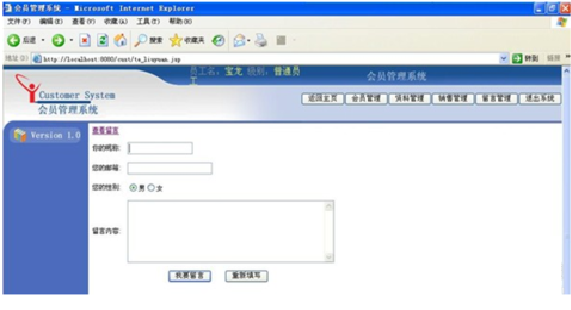 会员管理系统 - Microsoft Internet Explorer
文件(F) 编辑(E) 查看(V) 收藏(A) 工具(T) 帮助(H)
后退 搜索 收藏夹
地址(D) http://localhost:8080/cust/to_liuyuan.jsp 转到 链接
员工名：宝龙 级别：普通员工
会员管理系统
Customer System
会员管理系统
返回主页 会员管理 资料管理 销售管理 留言管理 退出系统
Version 1.0
查看留言
你的昵称:
您的邮箱:
您的性别: 男 女
留言内容:
我要留言 重新填写